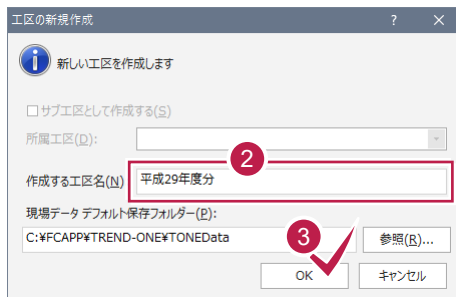 工区の新規作成 ? ×
新しい工区を作成します
サブ工区として作成する(S)
所属工区(D):
2
作成する工区名(N) 平成29年度分
現場データ デフォルト保存フォルダー(P):
C:¥FCAPP¥TREND-ONE¥TONEData 参照(R)...
3
OK キャンセル